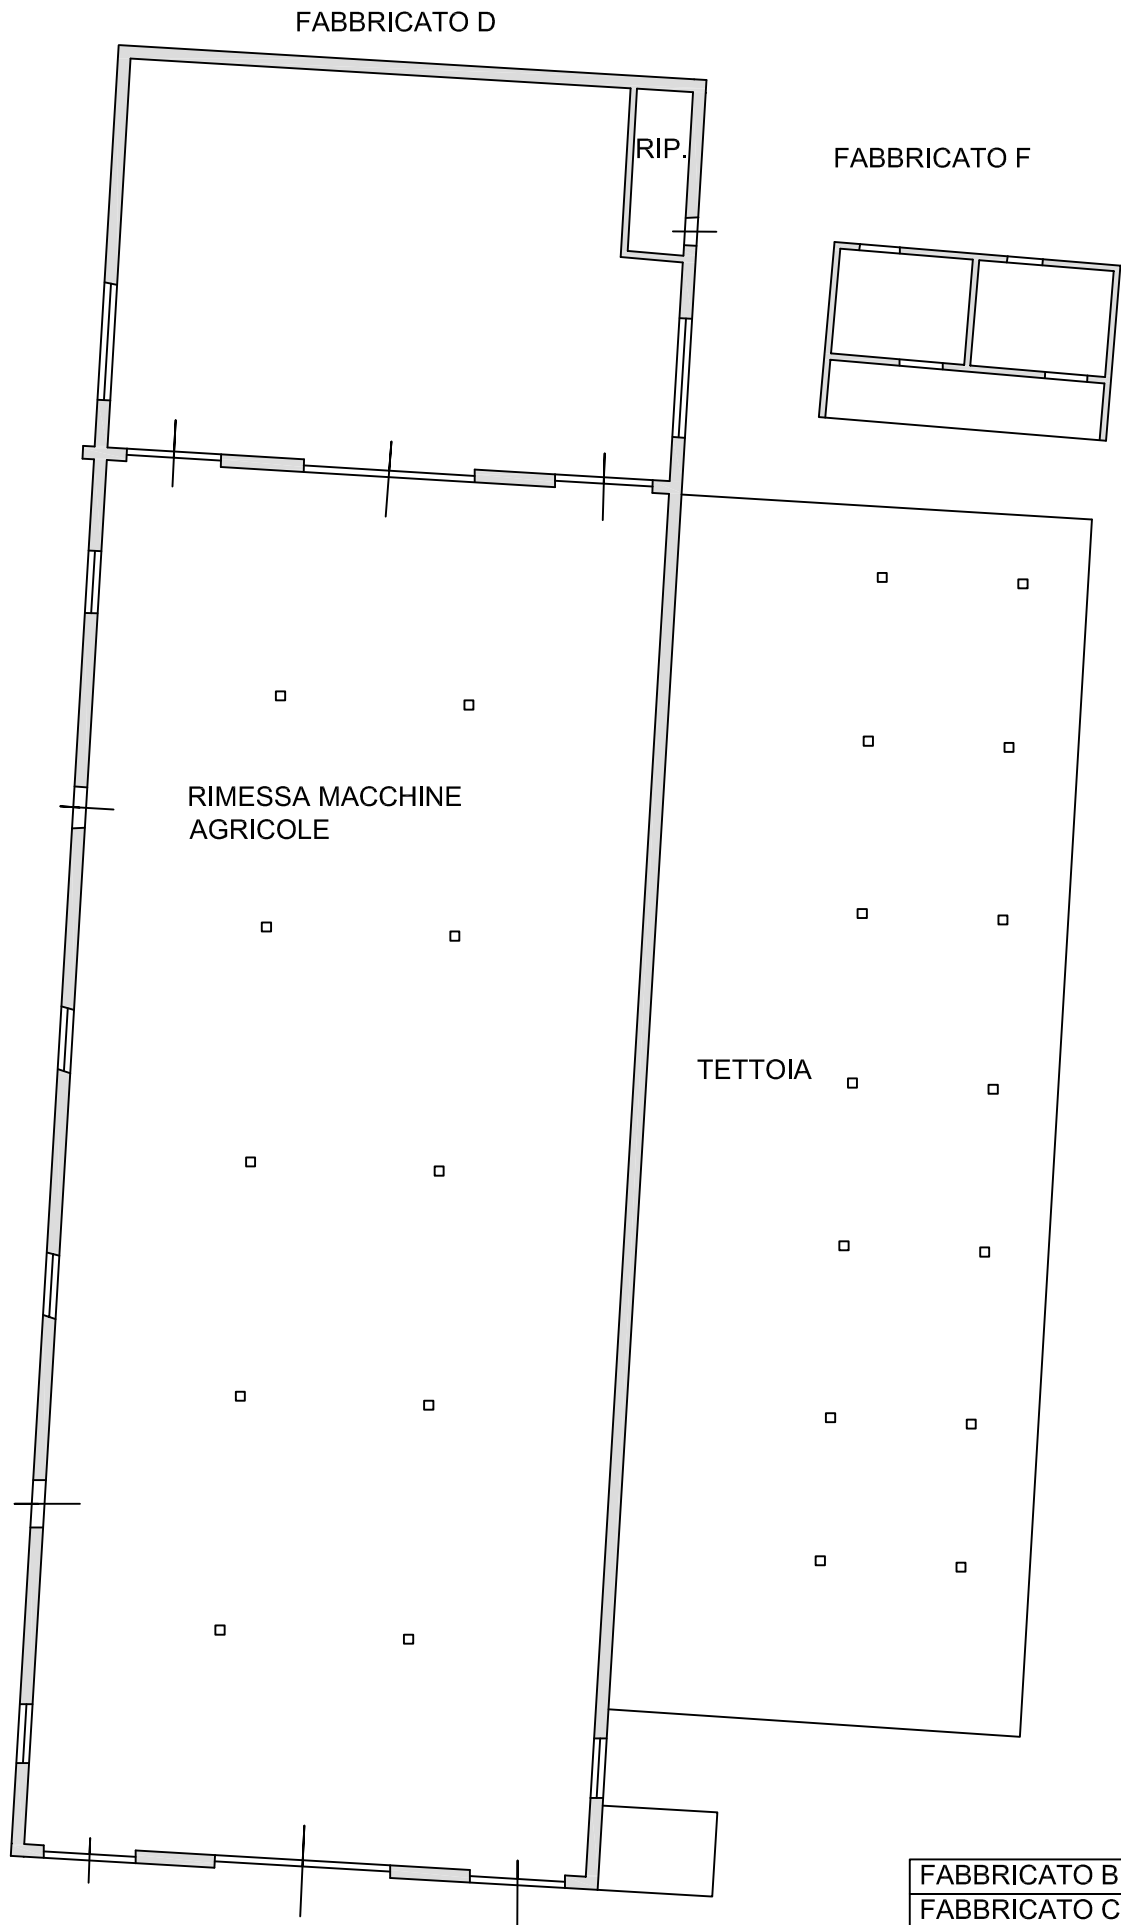 FABBRICATO D
RIP.
FABBRICATO F
RIMESSA MACCHINE
AGRICOLE
TETTOIA
FABBRICATO B
FABBRICATO C